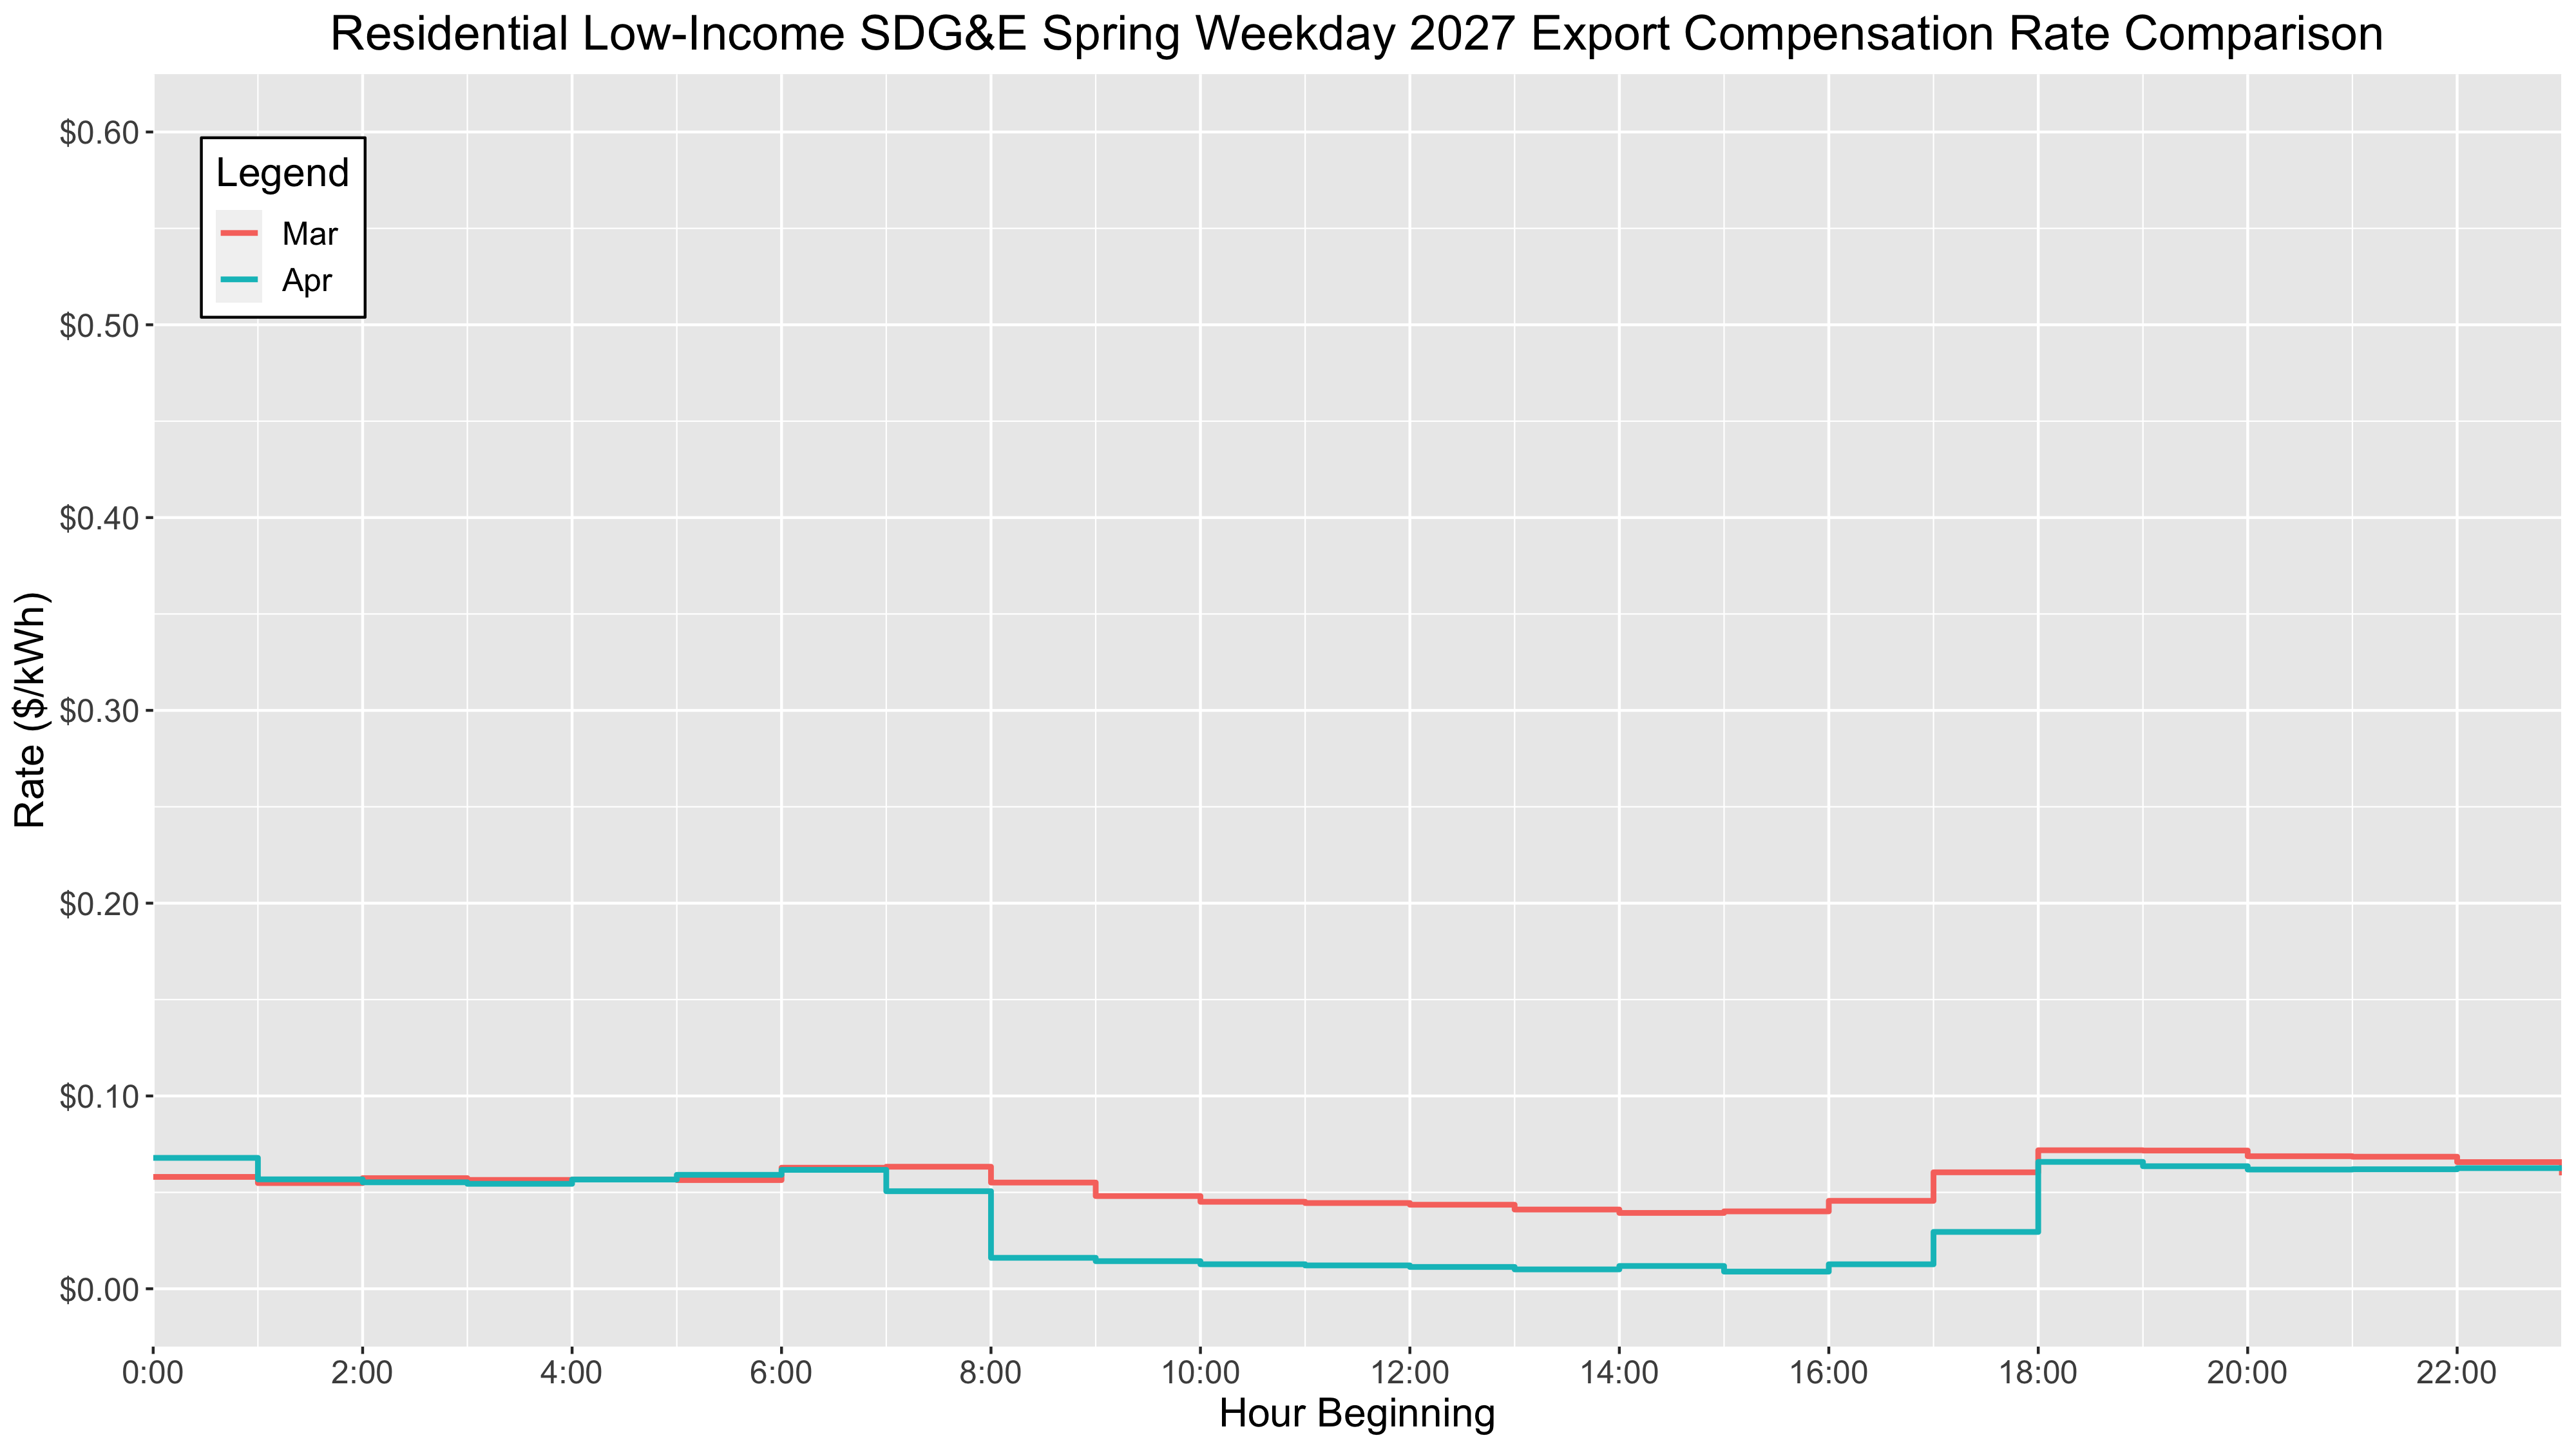 Residential Low-Income SDG&E Spring Weekday 2027 Export Compensation Rate Comparison
Legend
Mar
Apr
Rate ($/kWh)
$0.60
$0.50
$0.40
$0.30
$0.20
$0.10
$0.00
0:00 2:00 4:00 6:00 8:00 10:00 12:00 14:00 16:00 18:00 20:00 22:00
Hour Beginning